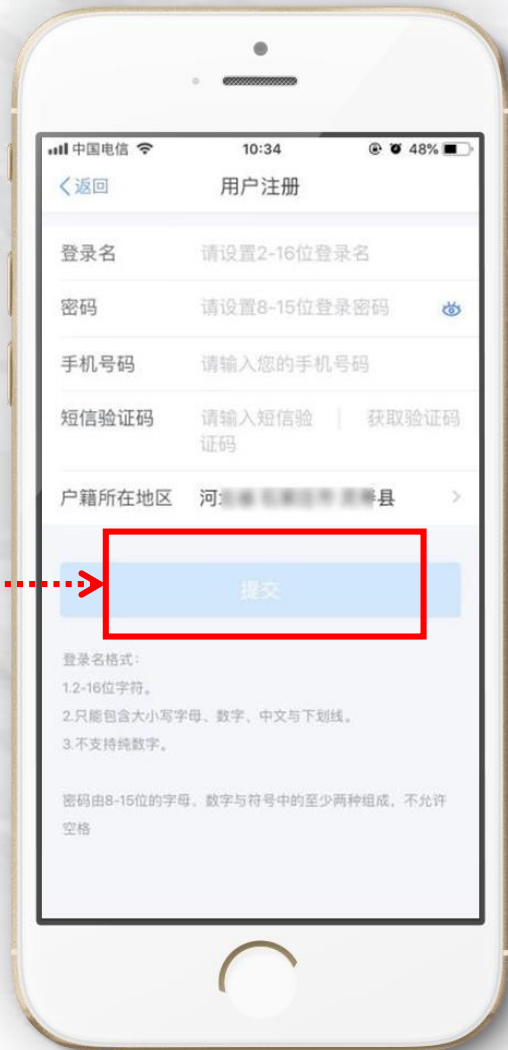 中国电信 10:34 48%
返回 用户注册
登录名 请设置2-16位登录名
密码 请设置8-15位登录密码
手机号码 请输入您的手机号码
短信验证码 请输入短信验证码 获取验证码
户籍所在地区 河 县
提交
登录名格式:
1.2-16位字符。
2.只能包含大小写字母、数字、中文与下划线。
3.不支持纯数字。
密码由8-15位的字母、数字与符号中的至少两种组成,不允许
空格